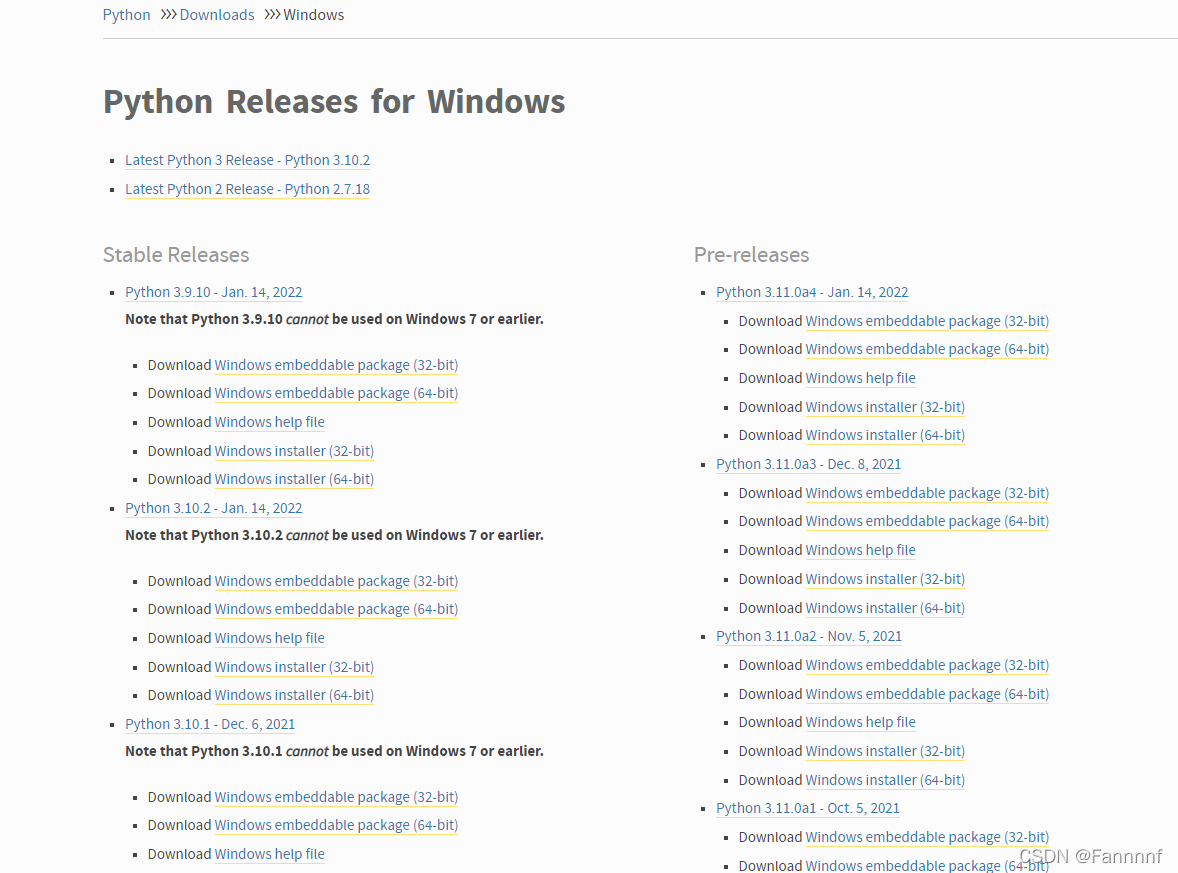 Python >>> Downloads >>> Windows
Python Releases for Windows
Latest Python 3 Release - Python 3.10.2
Latest Python 2 Release - Python 2.7.18
Stable Releases
Python 3.9.10 - Jan. 14, 2022
Note that Python 3.9.10 cannot be used on Windows 7 or earlier.
Download Windows embeddable package (32-bit)
Download Windows embeddable package (64-bit)
Download Windows help file
Download Windows installer (32-bit)
Download Windows installer (64-bit)
Python 3.10.2 - Jan. 14, 2022
Note that Python 3.10.2 cannot be used on Windows 7 or earlier.
Download Windows embeddable package (32-bit)
Download Windows embeddable package (64-bit)
Download Windows help file
Download Windows installer (32-bit)
Download Windows installer (64-bit)
Python 3.10.1 - Dec. 6, 2021
Note that Python 3.10.1 cannot be used on Windows 7 or earlier.
Download Windows embeddable package (32-bit)
Download Windows embeddable package (64-bit)
Download Windows help file
Pre-releases
Python 3.11.0a4 - Jan. 14, 2022
Download Windows embeddable package (32-bit)
Download Windows embeddable package (64-bit)
Download Windows help file
Download Windows installer (32-bit)
Download Windows installer (64-bit)
Python 3.11.0a3 - Dec. 8, 2021
Download Windows embeddable package (32-bit)
Download Windows embeddable package (64-bit)
Download Windows help file
Download Windows installer (32-bit)
Download Windows installer (64-bit)
Python 3.11.0a2 - Nov. 5, 2021
Download Windows embeddable package (32-bit)
Download Windows embeddable package (64-bit)
Download Windows help file
Download Windows installer (32-bit)
Download Windows installer (64-bit)
Python 3.11.0a1 - Oct. 5, 2021
Download Windows embeddable package (32-bit)
Download Windows embeddable package (64-bit)
CSDN @Fannnnf